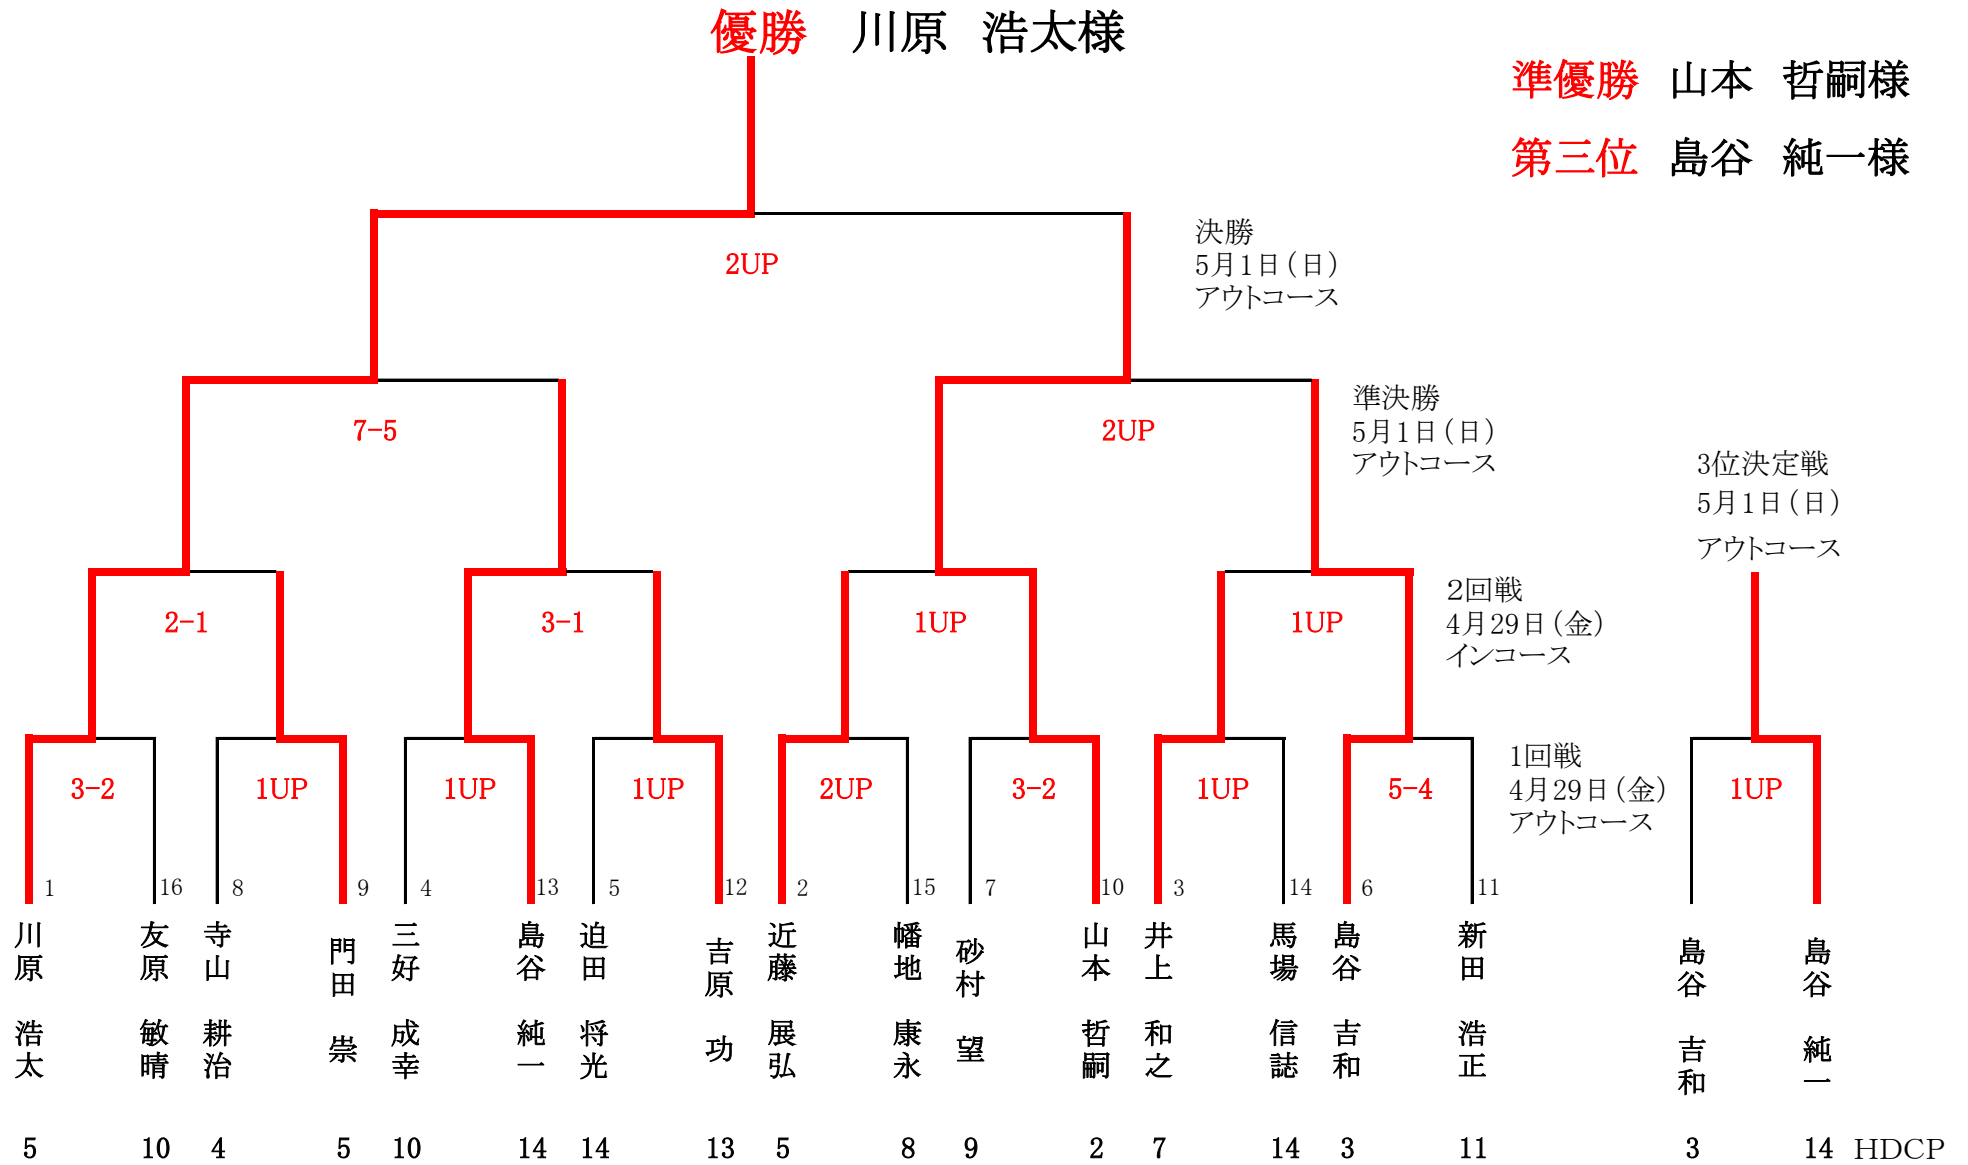 優勝　川原　浩太様
準優勝　山本　哲嗣様
第三位　島谷　純一様
決勝
5月1日(日)
アウトコース
2UP
準決勝
5月1日(日)
アウトコース
7-5
2UP
3位決定戦
5月1日(日)
アウトコース
2回戦
4月29日(金)
インコース
2-1
3-1
1UP
1UP
1回戦
4月29日(金)
アウトコース
3-2
1UP
1UP
1UP
2UP
3-2
1UP
5-4
1UP
1
16
8
9
4
13
5
12
2
15
7
10
3
14
6
11
川原　浩太
友原　敏晴
寺山　耕治
門田　崇
三好　成幸
島谷　純一
迫田　将光
吉原　功
近藤　展弘
幡地　康永
砂村　望
山本　哲嗣
井上　和之
馬場　信誌
島谷　吉和
新田　浩正
島谷　吉和
島谷　純一
5 10 4 5 10 14 14 13 5 8 9 2 7 14 3 11 3 14 HDCP